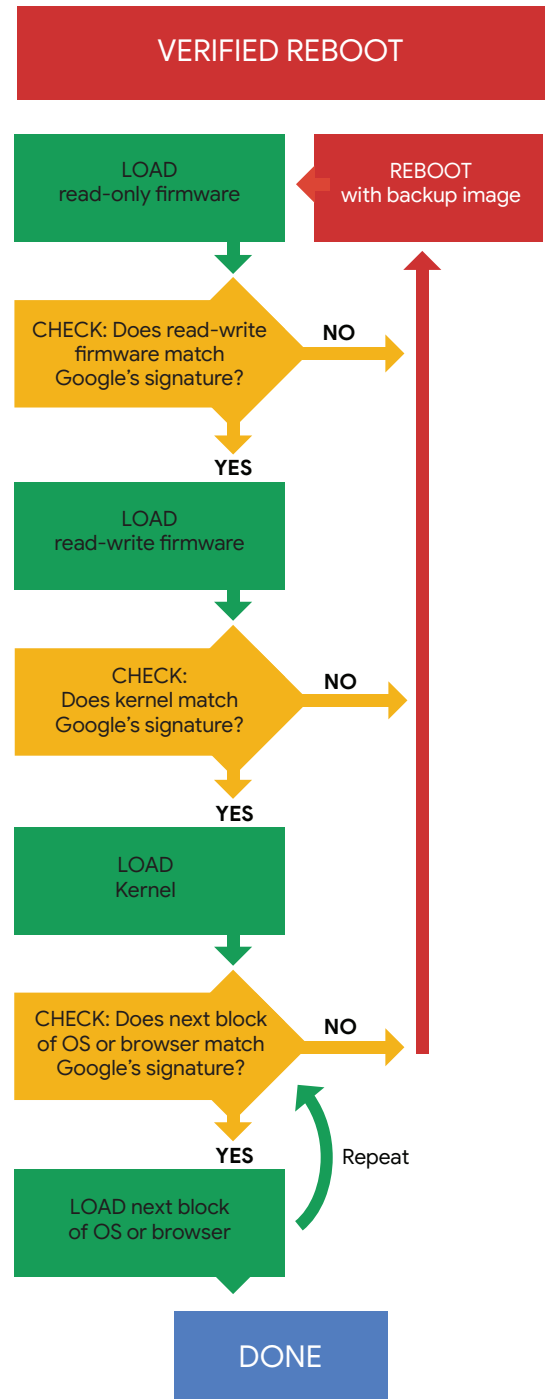 VERIFIED REBOOT
LOAD
read-only firmware
REBOOT
with backup image
CHECK: Does read-write
firmware match
Google's signature?
NO
YES
LOAD
read-write firmware
CHECK:
Does kernel match
Google's signature?
NO
YES
LOAD
Kernel
CHECK: Does next block
of OS or browser match
Google's signature?
NO
YES
Repeat
LOAD next block
of OS or browser
DONE